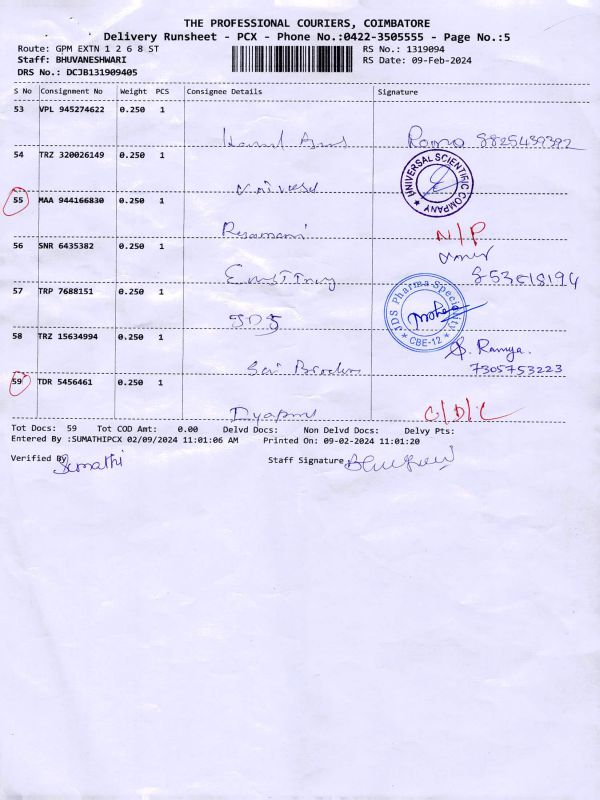 THE PROFESSIONAL COURIERS, COIMBATORE
Delivery Runsheet - PCX - Phone No.:0422-3505555 - Page No.:5
Route: GPM EXTN 1 2 6 8 ST RS No.: 1319094
Staff: BHUVANESHWARI RS Date: 09-Feb-2024
DRS No.: DCJB131909405
S No Consignment No Weight PCS Consignee Details Signature
53 VPL 945274622 0.250 1
Ramya 8825439392
54 TRZ 320026149 0.250 1
UNIVERSAL SCIENTIFIC COMPANY
Universal
55 MAA 944166830 0.250 1
N/P
56 SNR 6435382 0.250 1
57 TRP 7688151 0.250 1
JDS Pharma Speciality CBE-12
JDS
58 TRZ 15634994 0.250 1
Ramya.
7305753223
Sai Brothers
59 TDR 5456461 0.250 1
C/D/L
Tot Docs: 59 Tot COD Amt: 0.00 Delvd Docs: Non Delvd Docs: Delvy Pts:
Entered By :SUMATHIPCX 02/09/2024 11:01:06 AM Printed On: 09-02-2024 11:01:20
Verified By Sumathi Staff Signature